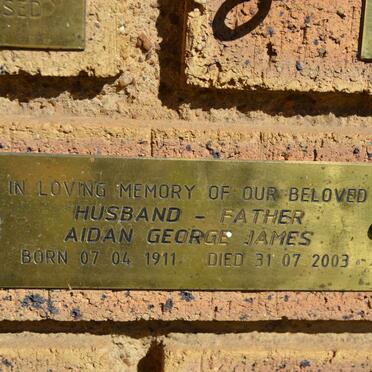 SED
IN LOVING MEMORY OF OUR BELOVED
HUSBAND - FATHER
AIDAN GEORGE JAMES
BORN 07 04 1911 DIED 31 07 2003